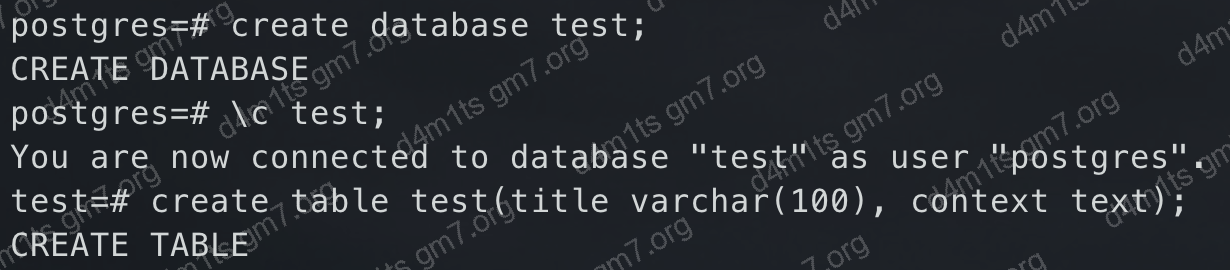 postgres=# create database test;
CREATE DATABASE
postgres=# \c test;
You are now connected to database "test" as user "postgres".
test=# create table test(title varchar(100), context text);
CREATE TABLE
d4m1ts gm7.org